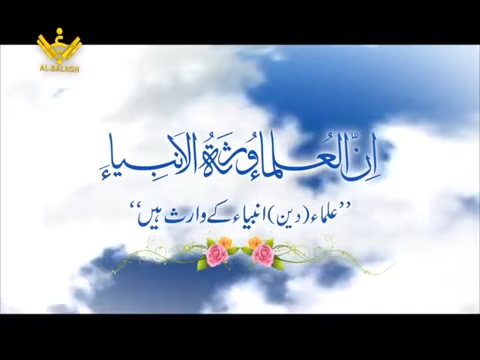 AL-BALAGH
اِنَّ الْعُلَمَاءُ وَرَثَةُ الْاَنْبِيَاءِ
”علماء (دین) انبیاء کے وارث ہیں“